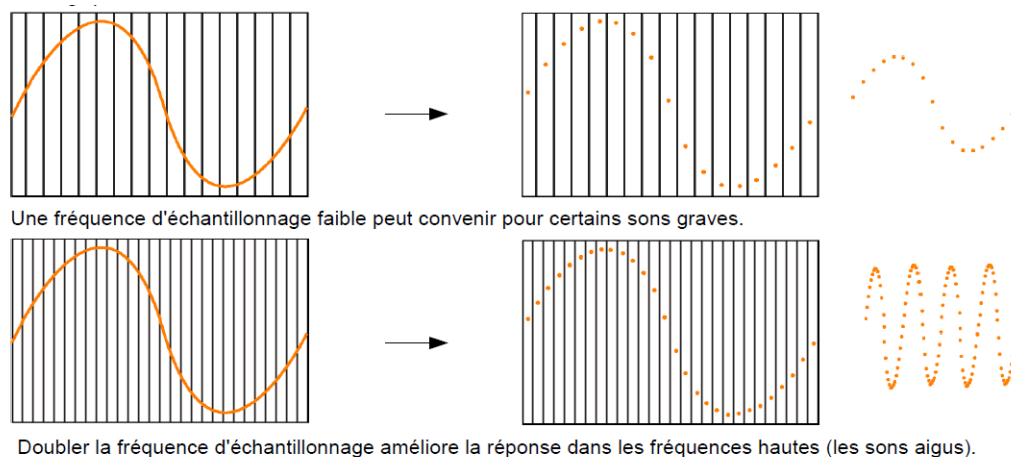 Une fréquence d'échantillonnage faible peut convenir pour certains sons graves.
Doubler la fréquence d'échantillonnage améliore la réponse dans les fréquences hautes (les sons aigus).